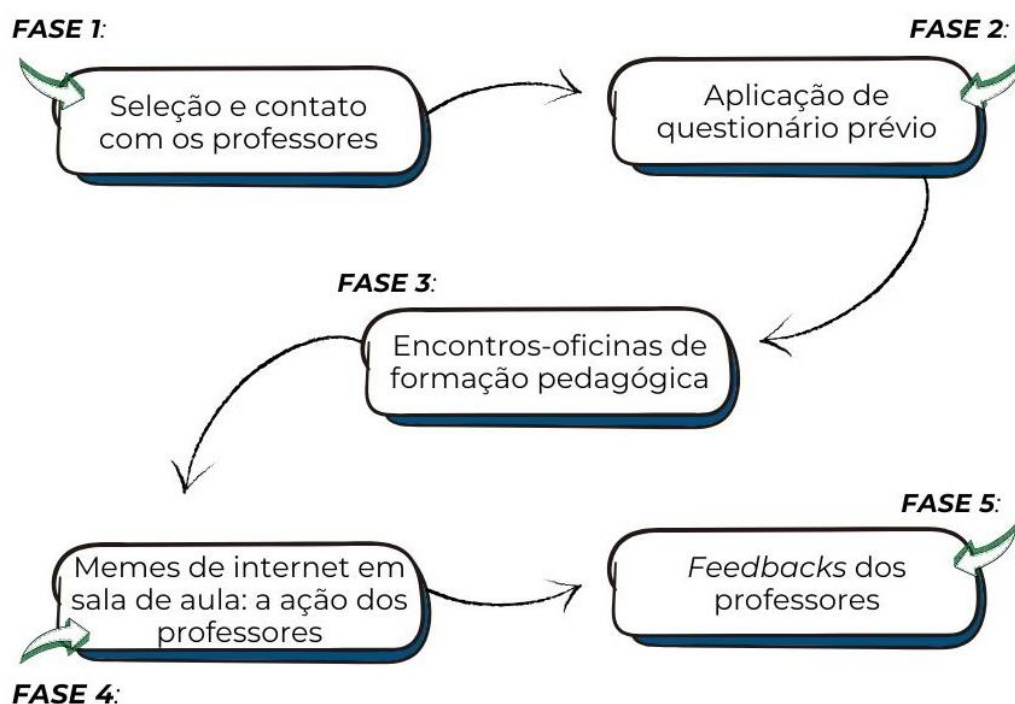 FASE 1:
Seleção e contato
com os professores
FASE 2:
Aplicação de
questionário prévio
FASE 3:
Encontros-oficinas de
formação pedagógica
Memes de internet em
sala de aula: a ação dos
professores
FASE 4:
FASE 5:
Feedbacks dos
professores